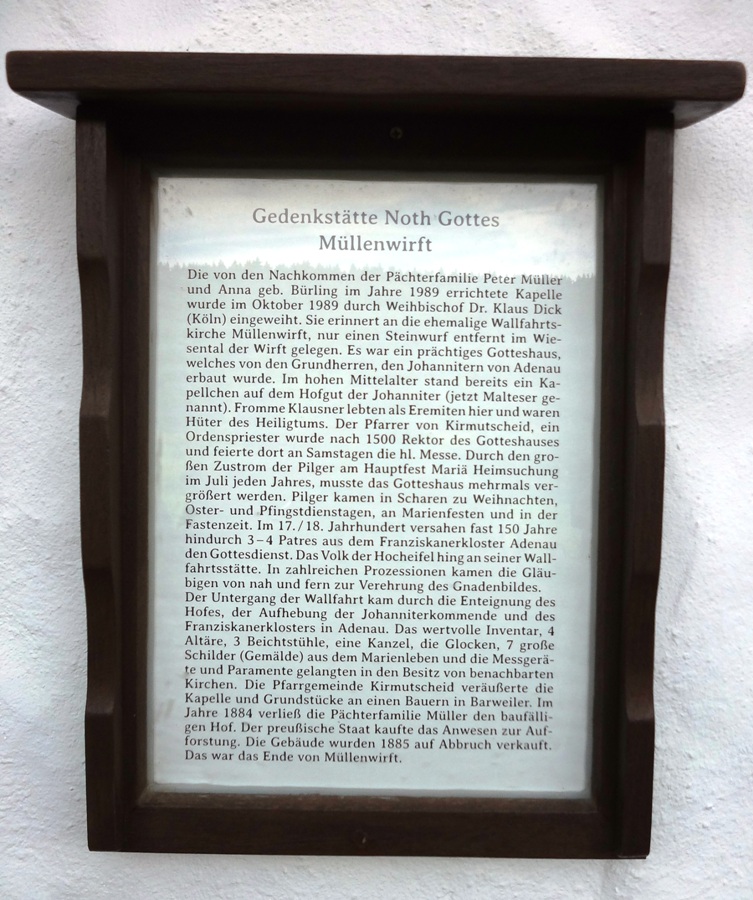 Gedenkstätte Noth Gottes
Müllenwirft
Die von den Nachkommen der Pächterfamilie Peter Müller
und Anna geb. Bürling im Jahre 1989 errichtete Kapelle
wurde im Oktober 1989 durch Weihbischof Dr. Klaus Dick
(Köln) eingeweiht. Sie erinnert an die ehemalige Wallfahrts-
kirche Müllenwirft, nur einen Steinwurf entfernt im Wie-
sental der Wirft gelegen. Es war ein prächtiges Gotteshaus,
welches von den Grundherren, den Johannitern von Adenau
erbaut wurde. Im hohen Mittelalter stand bereits ein Ka-
pellchen auf dem Hofgut der Johanniter (jetzt Malteser ge-
nannt). Fromme Klausner lebten als Eremiten hier und waren
Hüter des Heiligtums. Der Pfarrer von Kirmutscheid, ein
Ordenspriester wurde nach 1500 Rektor des Gotteshauses
und feierte dort an Samstagen die hl. Messe. Durch den gro-
ßen Zustrom der Pilger am Hauptfest Mariä Heimsuchung
im Juli jeden Jahres, musste das Gotteshaus mehrmals ver-
größert werden. Pilger kamen in Scharen zu Weihnachten,
Oster- und Pfingstdienstagen, an Marienfesten und in der
Fastenzeit. Im 17./18. Jahrhundert versahen fast 150 Jahre
hindurch 3–4 Patres aus dem Franziskanerkloster Adenau
den Gottesdienst. Das Volk der Hocheifel hing an seiner Wall-
fahrtsstätte. In zahlreichen Prozessionen kamen die Gläu-
bigen von nah und fern zur Verehrung des Gnadenbildes.
Der Untergang der Wallfahrt kam durch die Enteignung des
Hofes, der Aufhebung der Johanniterkommende und des
Franziskanerklosters in Adenau. Das wertvolle Inventar, 4
Altäre, 3 Beichtstühle, eine Kanzel, die Glocken, 7 große
Schilder (Gemälde) aus dem Marienleben und die Messgerä-
te und Paramente gelangten in den Besitz von benachbarten
Kirchen. Die Pfarrgemeinde Kirmutscheid veräußerte die
Kapelle und Grundstücke an einen Bauern in Barweiler. Im
Jahre 1884 verließ die Pächterfamilie Müller den baufälli-
gen Hof. Der preußische Staat kaufte das Anwesen zur Auf-
forstung. Die Gebäude wurden 1885 auf Abbruch verkauft.
Das war das Ende von Müllenwirft.